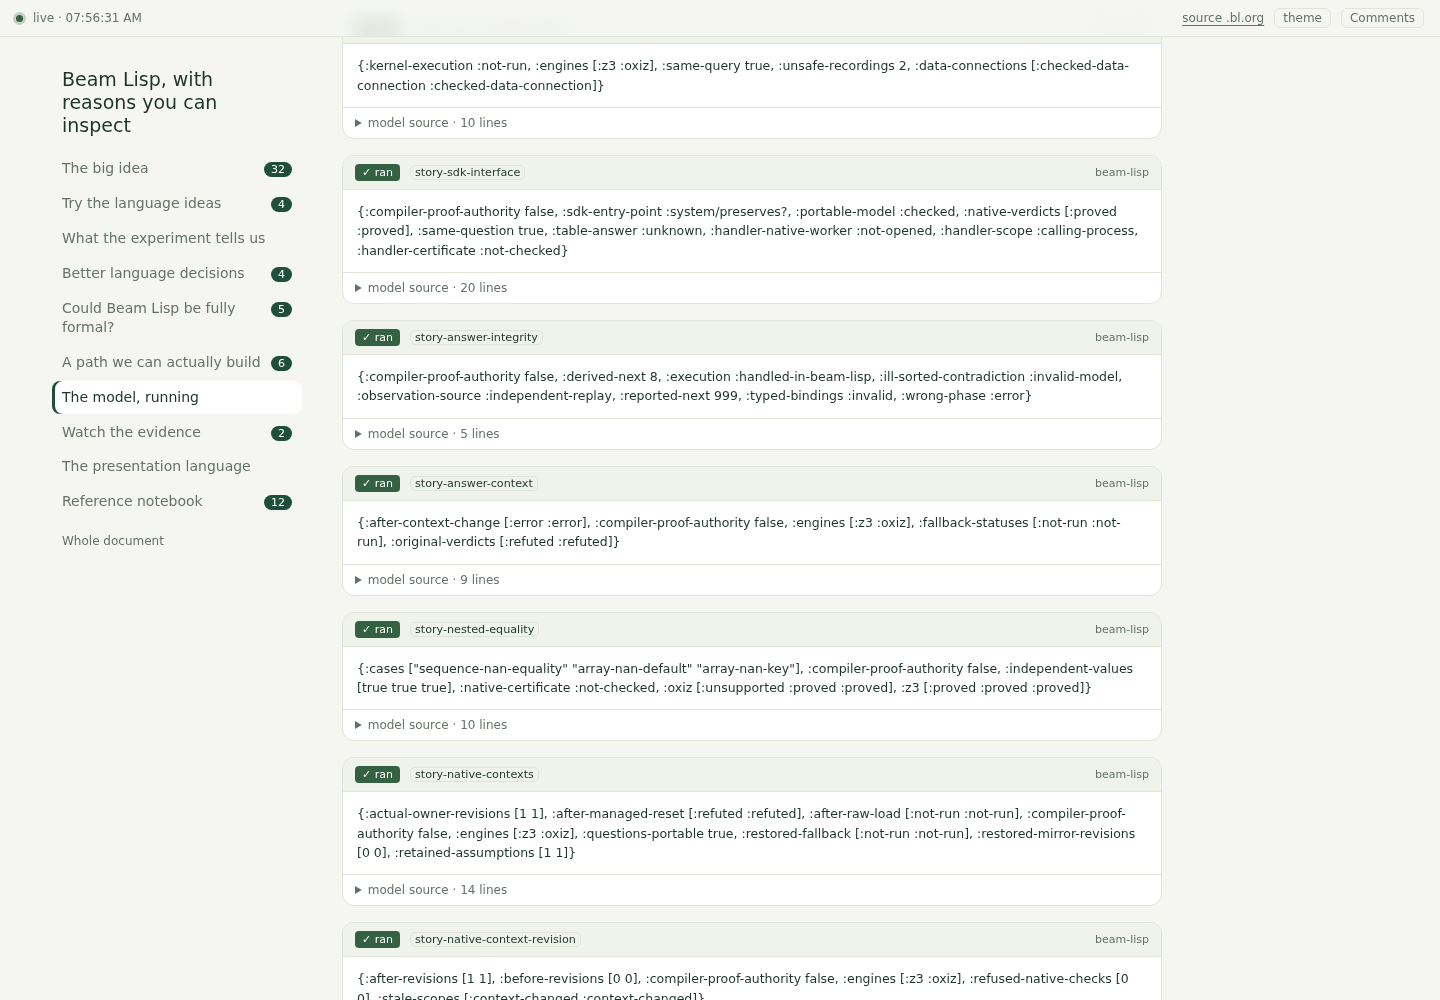 live · 07:56:31 AM
source .bl.org
theme
Comments
Beam Lisp, with
reasons you can
inspect
The big idea 32
Try the language ideas 4
What the experiment tells us
Better language decisions 4
Could Beam Lisp be fully 5
formal?
A path we can actually build 6
The model, running
Watch the evidence 2
The presentation language
Reference notebook 12
Whole document
{:kernel-execution :not-run, :engines [:z3 :oxiz], :same-query true, :unsafe-recordings 2, :data-connections [:checked-data-
connection :checked-data-connection]}
▶ model source · 10 lines
✓ ran story-sdk-interface beam-lisp
{:compiler-proof-authority false, :sdk-entry-point :system/preserves?, :portable-model :checked, :native-verdicts [:proved
:proved], :same-question true, :table-answer :unknown, :handler-native-worker :not-opened, :handler-scope :calling-process,
:handler-certificate :not-checked}
▶ model source · 20 lines
✓ ran story-answer-integrity beam-lisp
{:compiler-proof-authority false, :derived-next 8, :execution :handled-in-beam-lisp, :ill-sorted-contradiction :invalid-model,
:observation-source :independent-replay, :reported-next 999, :typed-bindings :invalid, :wrong-phase :error}
▶ model source · 5 lines
✓ ran story-answer-context beam-lisp
{:after-context-change [:error :error], :compiler-proof-authority false, :engines [:z3 :oxiz], :fallback-statuses [:not-run :not-
run], :original-verdicts [:refuted :refuted]}
▶ model source · 9 lines
✓ ran story-nested-equality beam-lisp
{:cases ["sequence-nan-equality" "array-nan-default" "array-nan-key"], :compiler-proof-authority false, :independent-values
[true true true], :native-certificate :not-checked, :oxiz [:unsupported :proved :proved], :z3 [:proved :proved :proved]}
▶ model source · 10 lines
✓ ran story-native-contexts beam-lisp
{:actual-owner-revisions [1 1], :after-managed-reset [:refuted :refuted], :after-raw-load [:not-run :not-run], :compiler-proof-
authority false, :engines [:z3 :oxiz], :questions-portable true, :restored-fallback [:not-run :not-run], :restored-mirror-revisions
[0 0], :retained-assumptions [1 1]}
▶ model source · 14 lines
✓ ran story-native-context-revision beam-lisp
{:after-revisions [1 1], :before-revisions [0 0], :compiler-proof-authority false, :engines [:z3 :oxiz], :refused-native-checks [0
0], :stale-scopes [:context-changed :context-changed]}